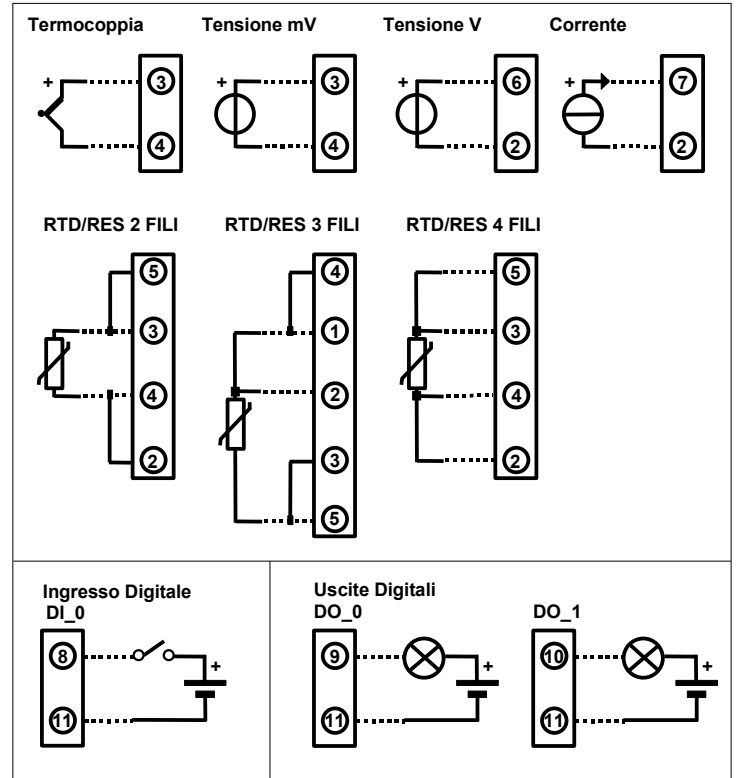 Termocoppia Tensione mV Tensione V Corrente
+ 3 + 3 + 6 + 7
4 4 2 2
RTD/RES 2 FILI RTD/RES 3 FILI RTD/RES 4 FILI
5 4 5
3 1 3
4 2 4
2 3 2
5
Ingresso Digitale
DI_0
8 +
11
Uscite Digitali
DO_0 DO_1
9 + 10 +
11 11